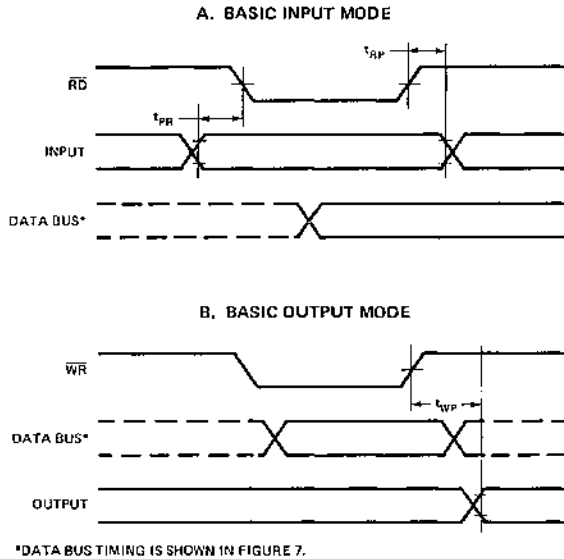 A. BASIC INPUT MODE
tRP
RD
tPR
INPUT
DATA BUS*
B. BASIC OUTPUT MODE
WR
tWP
DATA BUS*
OUTPUT
*DATA BUS TIMING IS SHOWN IN FIGURE 7.